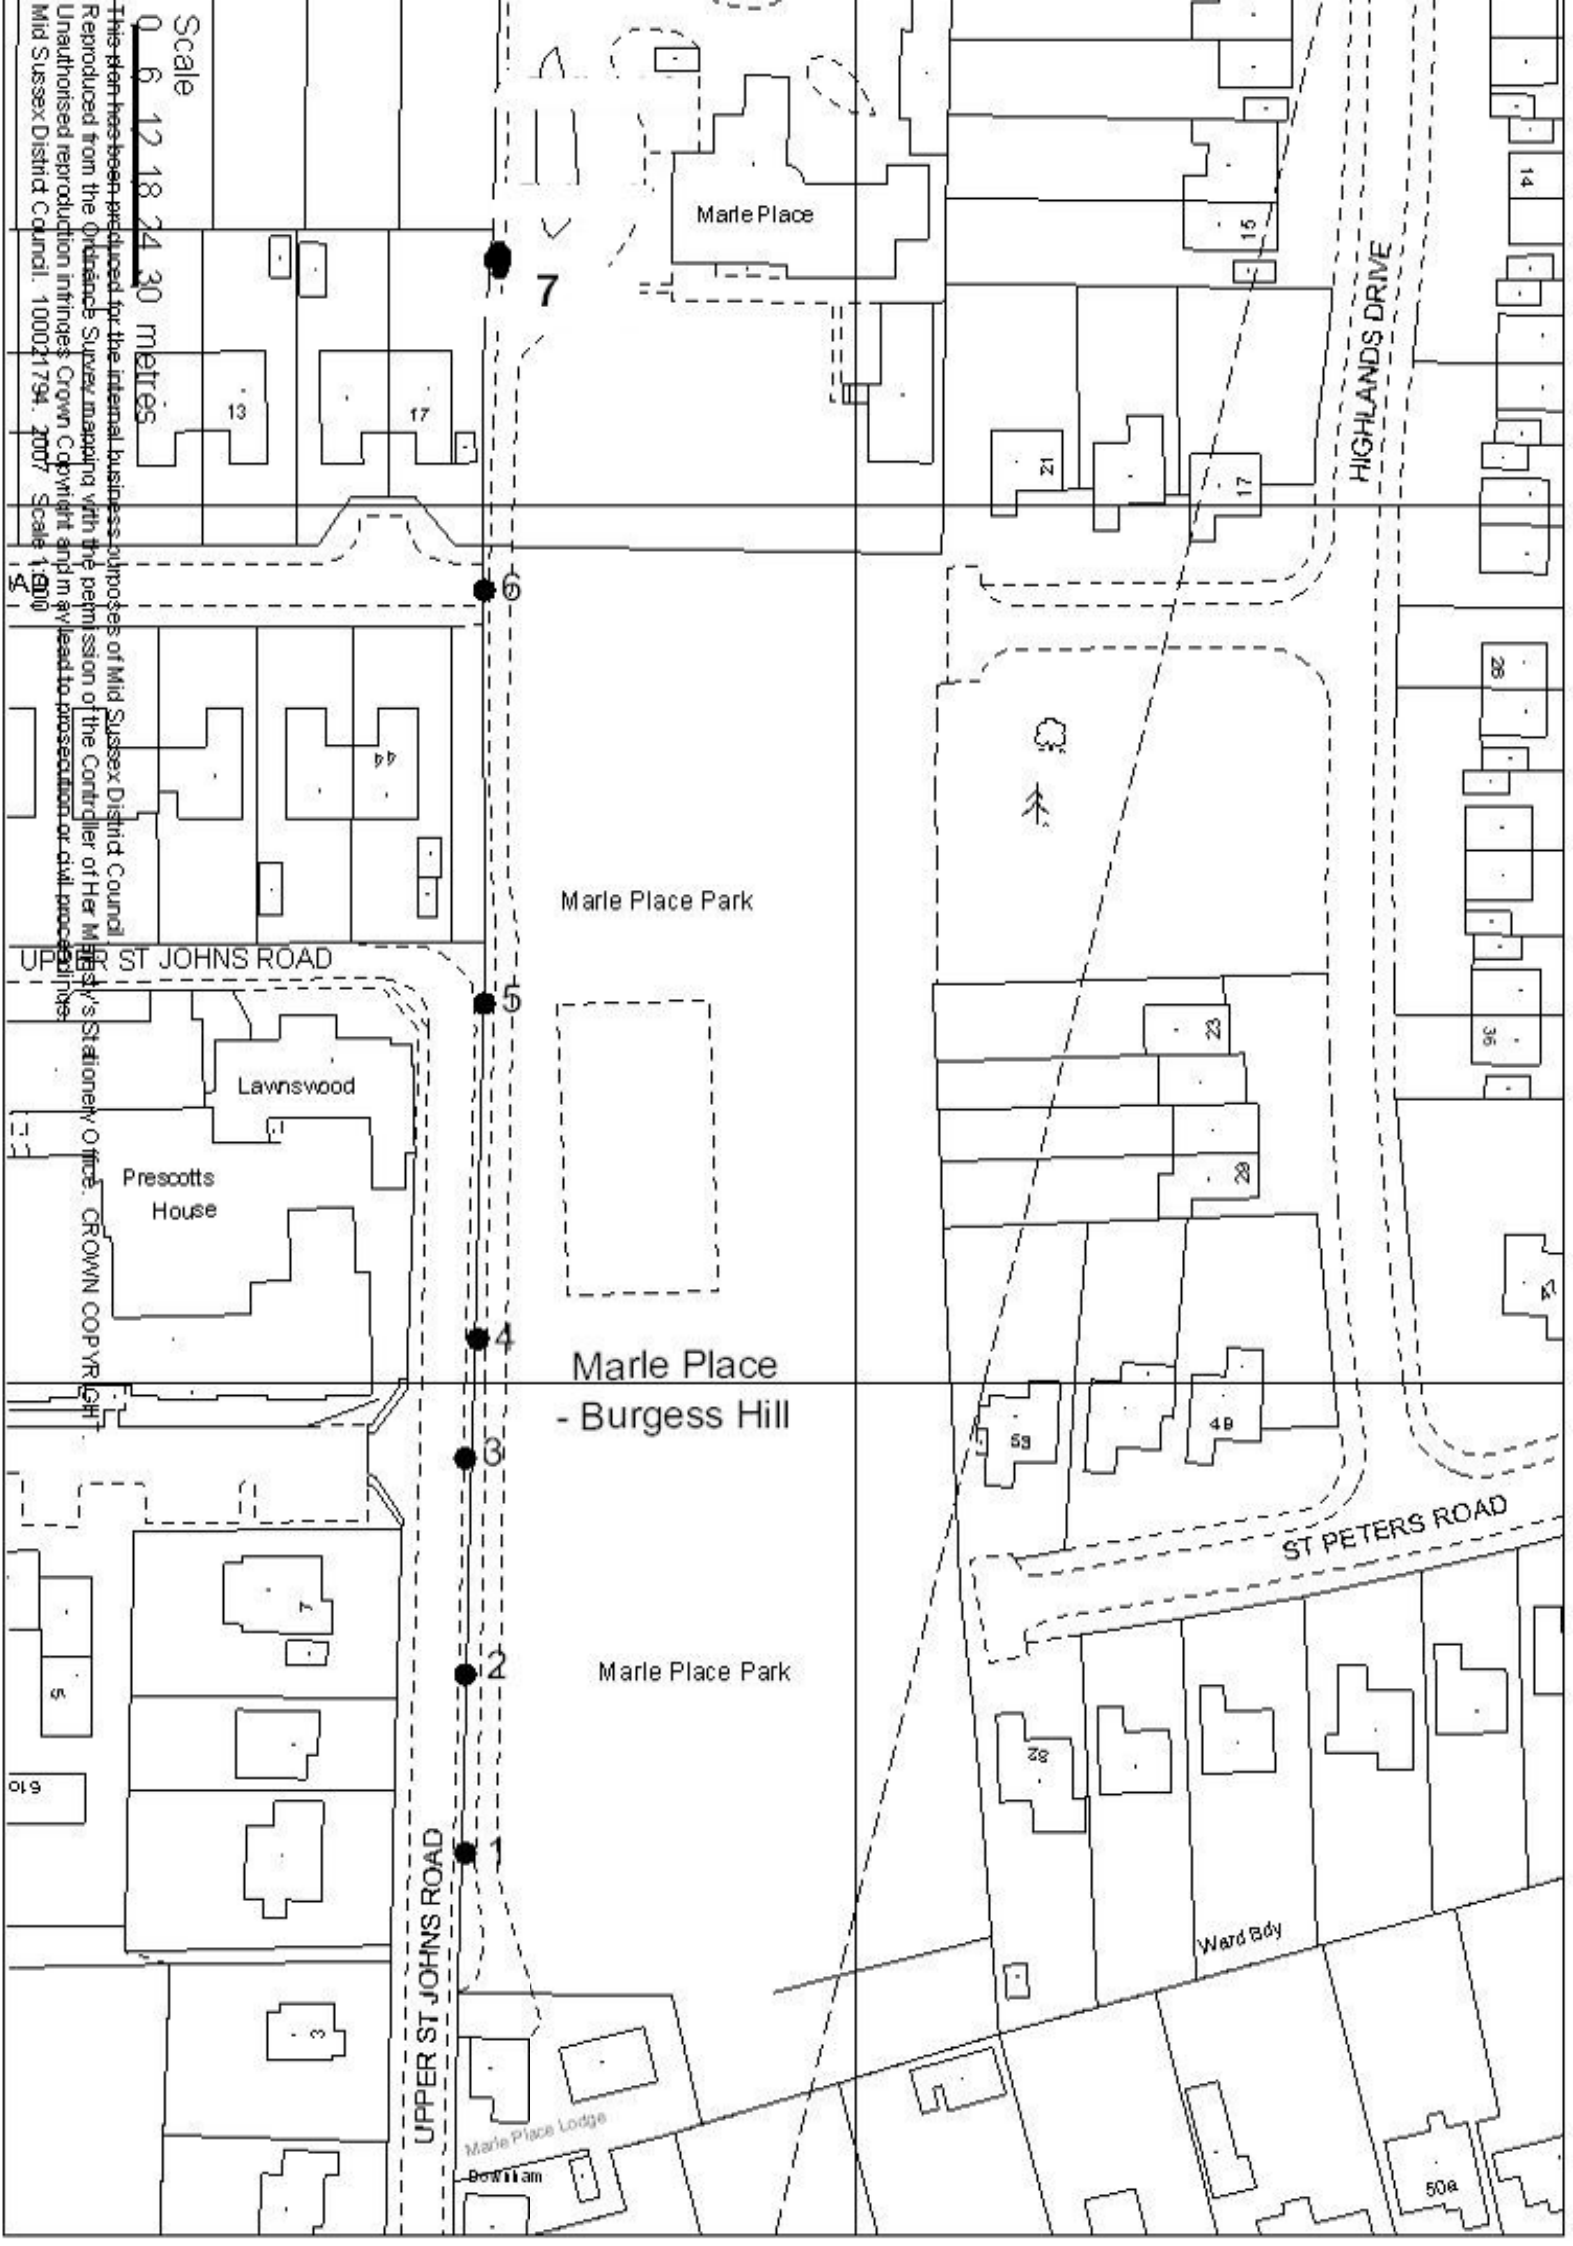 Scale
0 6 12 18 24 30 metres
This plan has been produced for the internal business purposes of Mid Sussex District Council.
Reproduced from the Ordnance Survey mapping with the permission of the Controller of Her Majesty's Stationery Office. CROWN COPYRIGHT
Unauthorised reproduction infringes Crown Copyright and may lead to prosecution or civil proceedings.
Mid Sussex District Council. 100021794. 2007 Scale 1:800
14
Marle Place
15
HIGHLANDS DRIVE
7
13
17
21
17
6
26
44
Marle Place Park
UPPER ST JOHNS ROAD
5
23
36
Lawnswood
Prescotts
House
29
47
4
Marle Place
- Burgess Hill
49
53
3
ST PETERS ROAD
7
2
Marle Place Park
5
82
610
1
UPPER ST JOHNS ROAD
Ward Bdy
3
Marle Place Lodge
Downham
50a